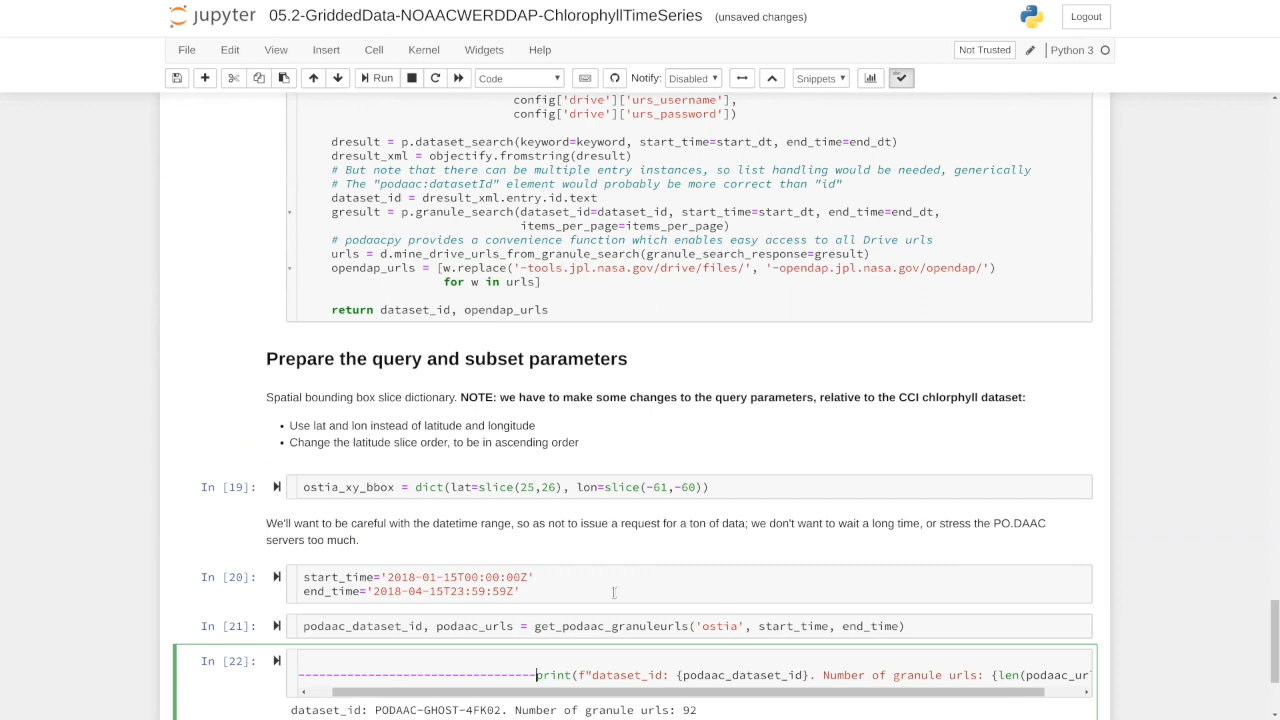 jupyter 05.2-GriddedData-NOAACWERDDAP-ChlorophyllTimeSeries (unsaved changes) Logout
File Edit View Insert Cell Kernel Widgets Help Not Trusted Python 3
Run Code Notify: Disabled Snippets
config['drive']['urs_username'],
config['drive']['urs_password'])
dresult = p.dataset_search(keyword=keyword, start_time=start_dt, end_time=end_dt)
dresult_xml = objectify.fromstring(dresult)
# But note that there can be multiple entry instances, so list handling would be needed, generically
# The "podaac:datasetId" element would probably be more correct than "id"
dataset_id = dresult_xml.entry.id.text
gresult = p.granule_search(dataset_id=dataset_id, start_time=start_dt, end_time=end_dt,
items_per_page=items_per_page)
# podaacpy provides a convenience function which enables easy access to all Drive urls
urls = d.mine_drive_urls_from_granule_search(granule_search_response=gresult)
opendap_urls = [w.replace('-tools.jpl.nasa.gov/drive/files/', '-opendap.jpl.nasa.gov/opendap/')
for w in urls]
return dataset_id, opendap_urls
Prepare the query and subset parameters
Spatial bounding box slice dictionary. NOTE: we have to make some changes to the query parameters, relative to the CCI chlorphyll dataset:
• Use lat and lon instead of latitude and longitude
• Change the latitude slice order, to be in ascending order
In [19]: ostia_xy_bbox = dict(lat=slice(25,26), lon=slice(-61,-60))
We'll want to be careful with the datetime range, so as not to issue a request for a ton of data; we don't want to wait a long time, or stress the PO.DAAC
servers too much.
In [20]: start_time='2018-01-15T00:00:00Z'
end_time='2018-04-15T23:59:59Z'
In [21]: podaac_dataset_id, podaac_urls = get_podaac_granuleurls('ostia', start_time, end_time)
In [22]:
----------------------------------print(f"dataset_id: {podaac_dataset_id}. Number of granule urls: {len(podaac_url
dataset_id: PODAAC-GHOST-4FK02. Number of granule urls: 92